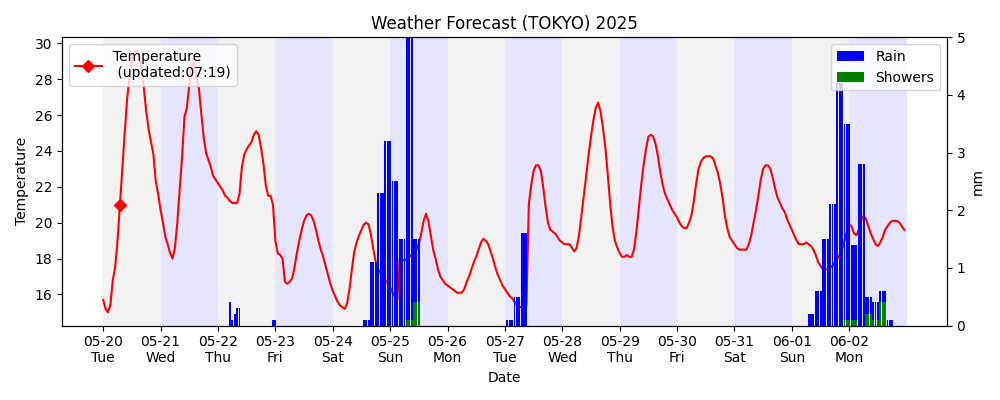 Weather Forecast (TOKYO) 2025
Temperature
(updated:07:19)
Rain
Showers
Temperature
30
28
26
24
22
20
18
16
5
4
3
2
1
0
mm
05-20 05-21 05-22 05-23 05-24 05-25 05-26 05-27 05-28 05-29 05-30 05-31 06-01 06-02
Tue Wed Thu Fri Sat Sun Mon Tue Wed Thu Fri Sat Sun Mon
Date